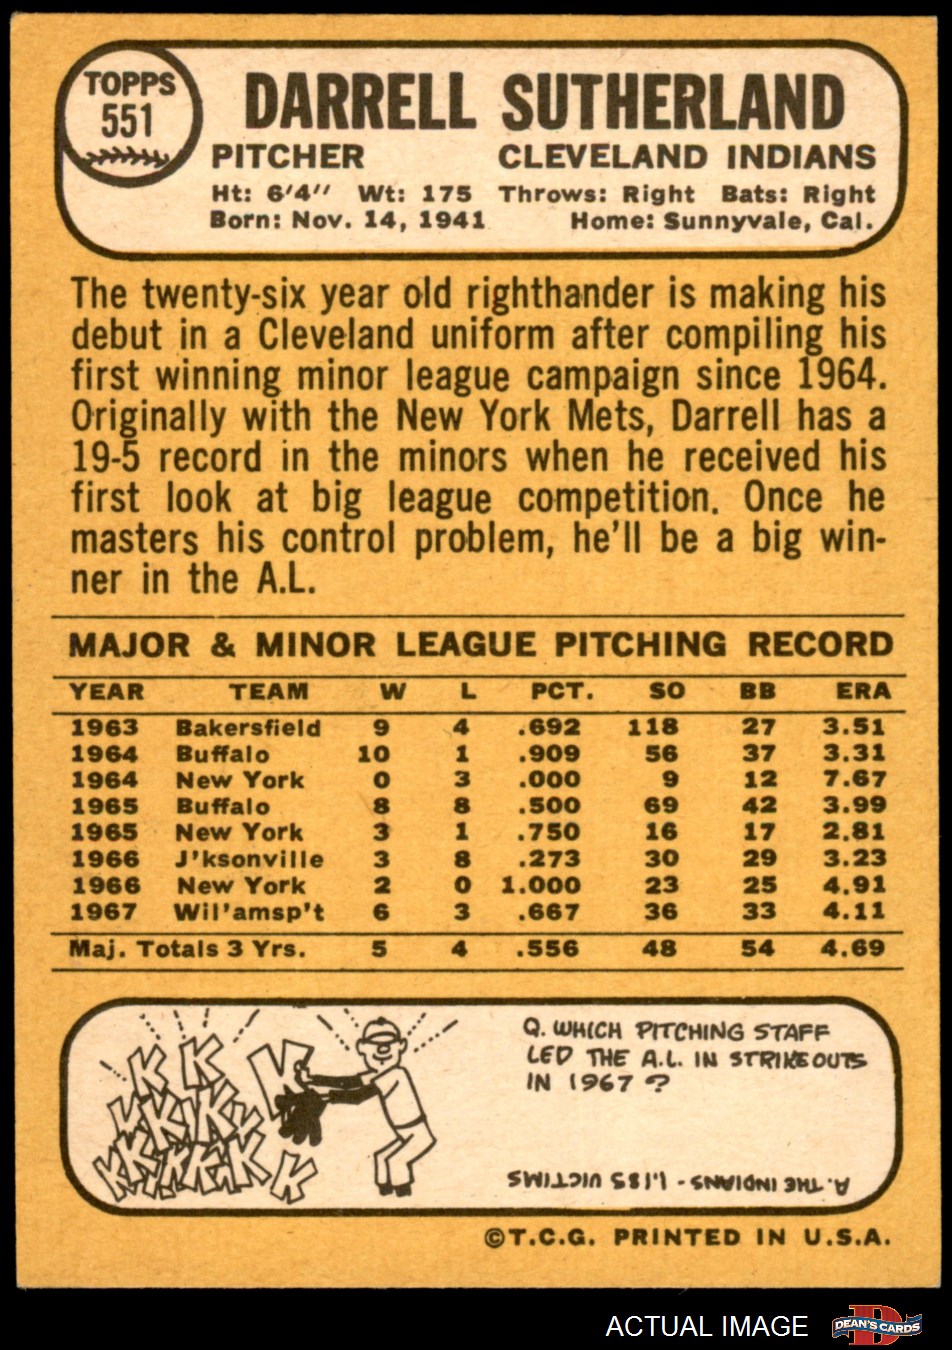 TOPPS
551
DARRELL SUTHERLAND
PITCHER CLEVELAND INDIANS
Ht: 6'4'' Wt: 175 Throws: Right Bats: Right
Born: Nov. 14, 1941 Home: Sunnyvale, Cal.
The twenty-six year old righthander is making his
debut in a Cleveland uniform after compiling his
first winning minor league campaign since 1964.
Originally with the New York Mets, Darrell has a
19-5 record in the minors when he received his
first look at big league competition. Once he
masters his control problem, he'll be a big win-
ner in the A.L.
MAJOR & MINOR LEAGUE PITCHING RECORD
YEAR TEAM W L PCT. SO BB ERA
1963 Bakersfield 9 4 .692 118 27 3.51
1964 Buffalo 10 1 .909 56 37 3.31
1964 New York 0 3 .000 9 12 7.67
1965 Buffalo 8 8 .500 69 42 3.99
1965 New York 3 1 .750 16 17 2.81
1966 J'ksonville 3 8 .273 30 29 3.23
1966 New York 2 0 1.000 23 25 4.91
1967 Wil'amsp't 6 3 .667 36 33 4.11
Maj. Totals 3 Yrs. 5 4 .556 48 54 4.69
K K K K K K K K K K K K K K
Q. WHICH PITCHING STAFF
LED THE A.L. IN STRIKEOUTS
IN 1967 ?
A. THE INDIANS - 1,185 VICTIMS
©T.C.G. PRINTED IN U.S.A.
ACTUAL IMAGE
D
DEAN'S CARDS